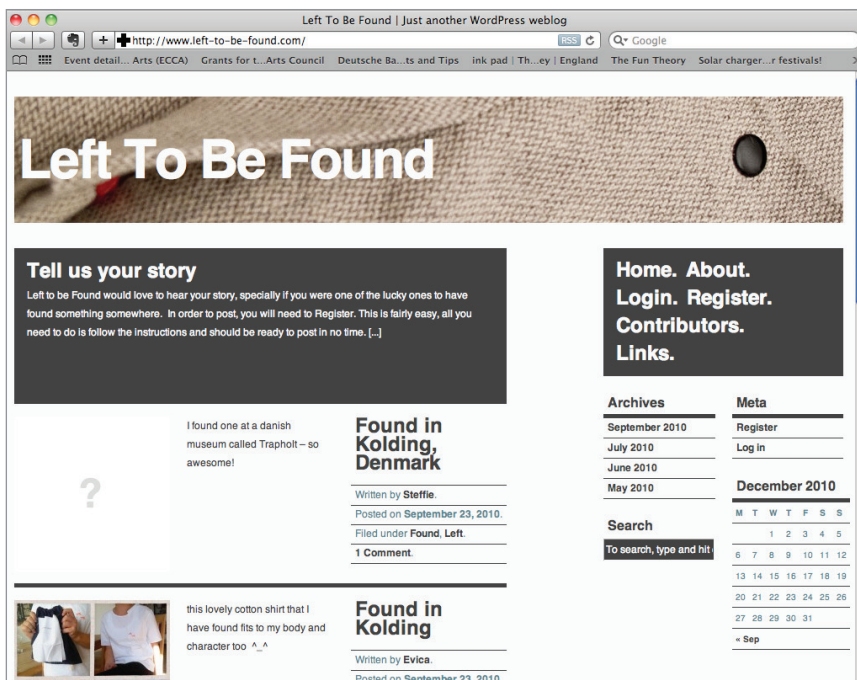 Left To Be Found | Just another WordPress weblog
http://www.left-to-be-found.com/
RSS
Google
Event detail... Arts (ECCA) Grants for t...Arts Council Deutsche Ba...ts and Tips ink pad | Th...ey | England The Fun Theory Solar charger...r festivals!
Left To Be Found
Tell us your story
Left to be Found would love to hear your story, specially if you were one of the lucky ones to have
found something somewhere. In order to post, you will need to Register. This is fairly easy, all you
need to do is follow the instructions and should be ready to post in no time. [...]
Home. About.
Login. Register.
Contributors.
Links.
?
I found one at a danish
museum called Trapholt – so
awesome!
Found in
Kolding,
Denmark
Written by Steffie.
Posted on September 23, 2010.
Filed under Found, Left.
1 Comment.
this lovely cotton shirt that I
have found fits to my body and
character too ^_^
Found in
Kolding
Written by Evica.
Posted on September 23, 2010
Archives
September 2010
July 2010
June 2010
May 2010
Search
To search, type and hit
Meta
Register
Log in
December 2010
M T W T F S S
1 2 3 4 5
6 7 8 9 10 11 12
13 14 15 16 17 18 19
20 21 22 23 24 25 26
27 28 29 30 31
« Sep